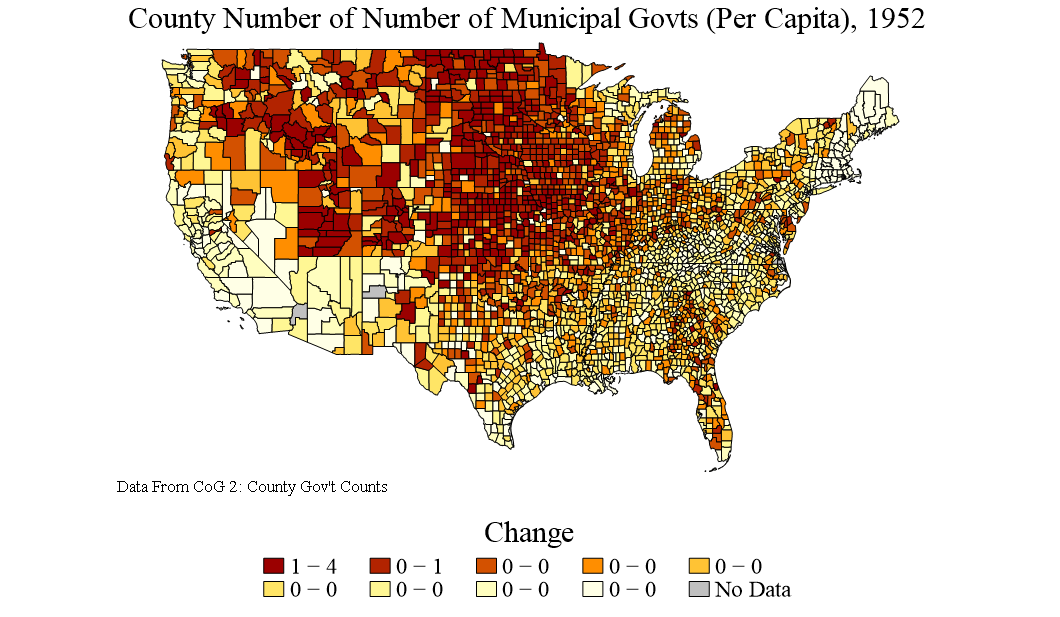 County Number of Number of Municipal Govts (Per Capita), 1952
Data From CoG 2: County Gov't Counts
Change
1 − 4 0 − 1 0 − 0 0 − 0 0 − 0
0 − 0 0 − 0 0 − 0 0 − 0 No Data